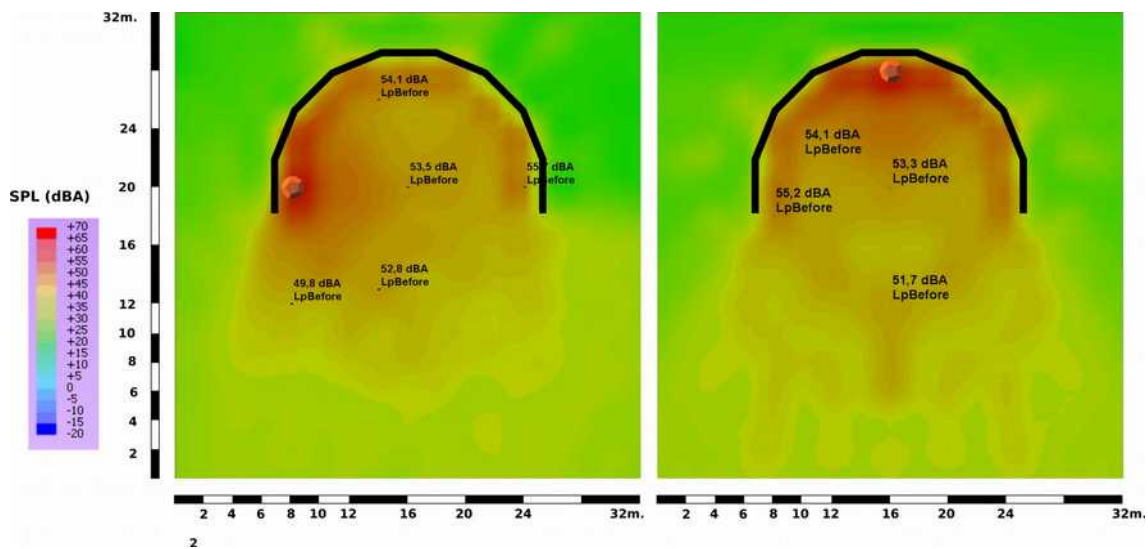 32m.
24
20
16
12
10
8
6
4
2
SPL (dBA)
+70
+65
+60
+55
+50
+45
+40
+35
+30
+25
+20
+15
+10
+5
0
-5
-10
-15
-20
54,1 dBA
LpBefore
53,5 dBA
LpBefore
dBA
LpBefore
49,8 dBA
LpBefore
52,8 dBA
LpBefore
2 4 6 8 10 12 16 20 24 32m.
2
54,1 dBA
LpBefore
53,3 dBA
LpBefore
55,2 dBA
LpBefore
51,7 dBA
LpBefore
2 4 6 8 10 12 16 20 24 32m.